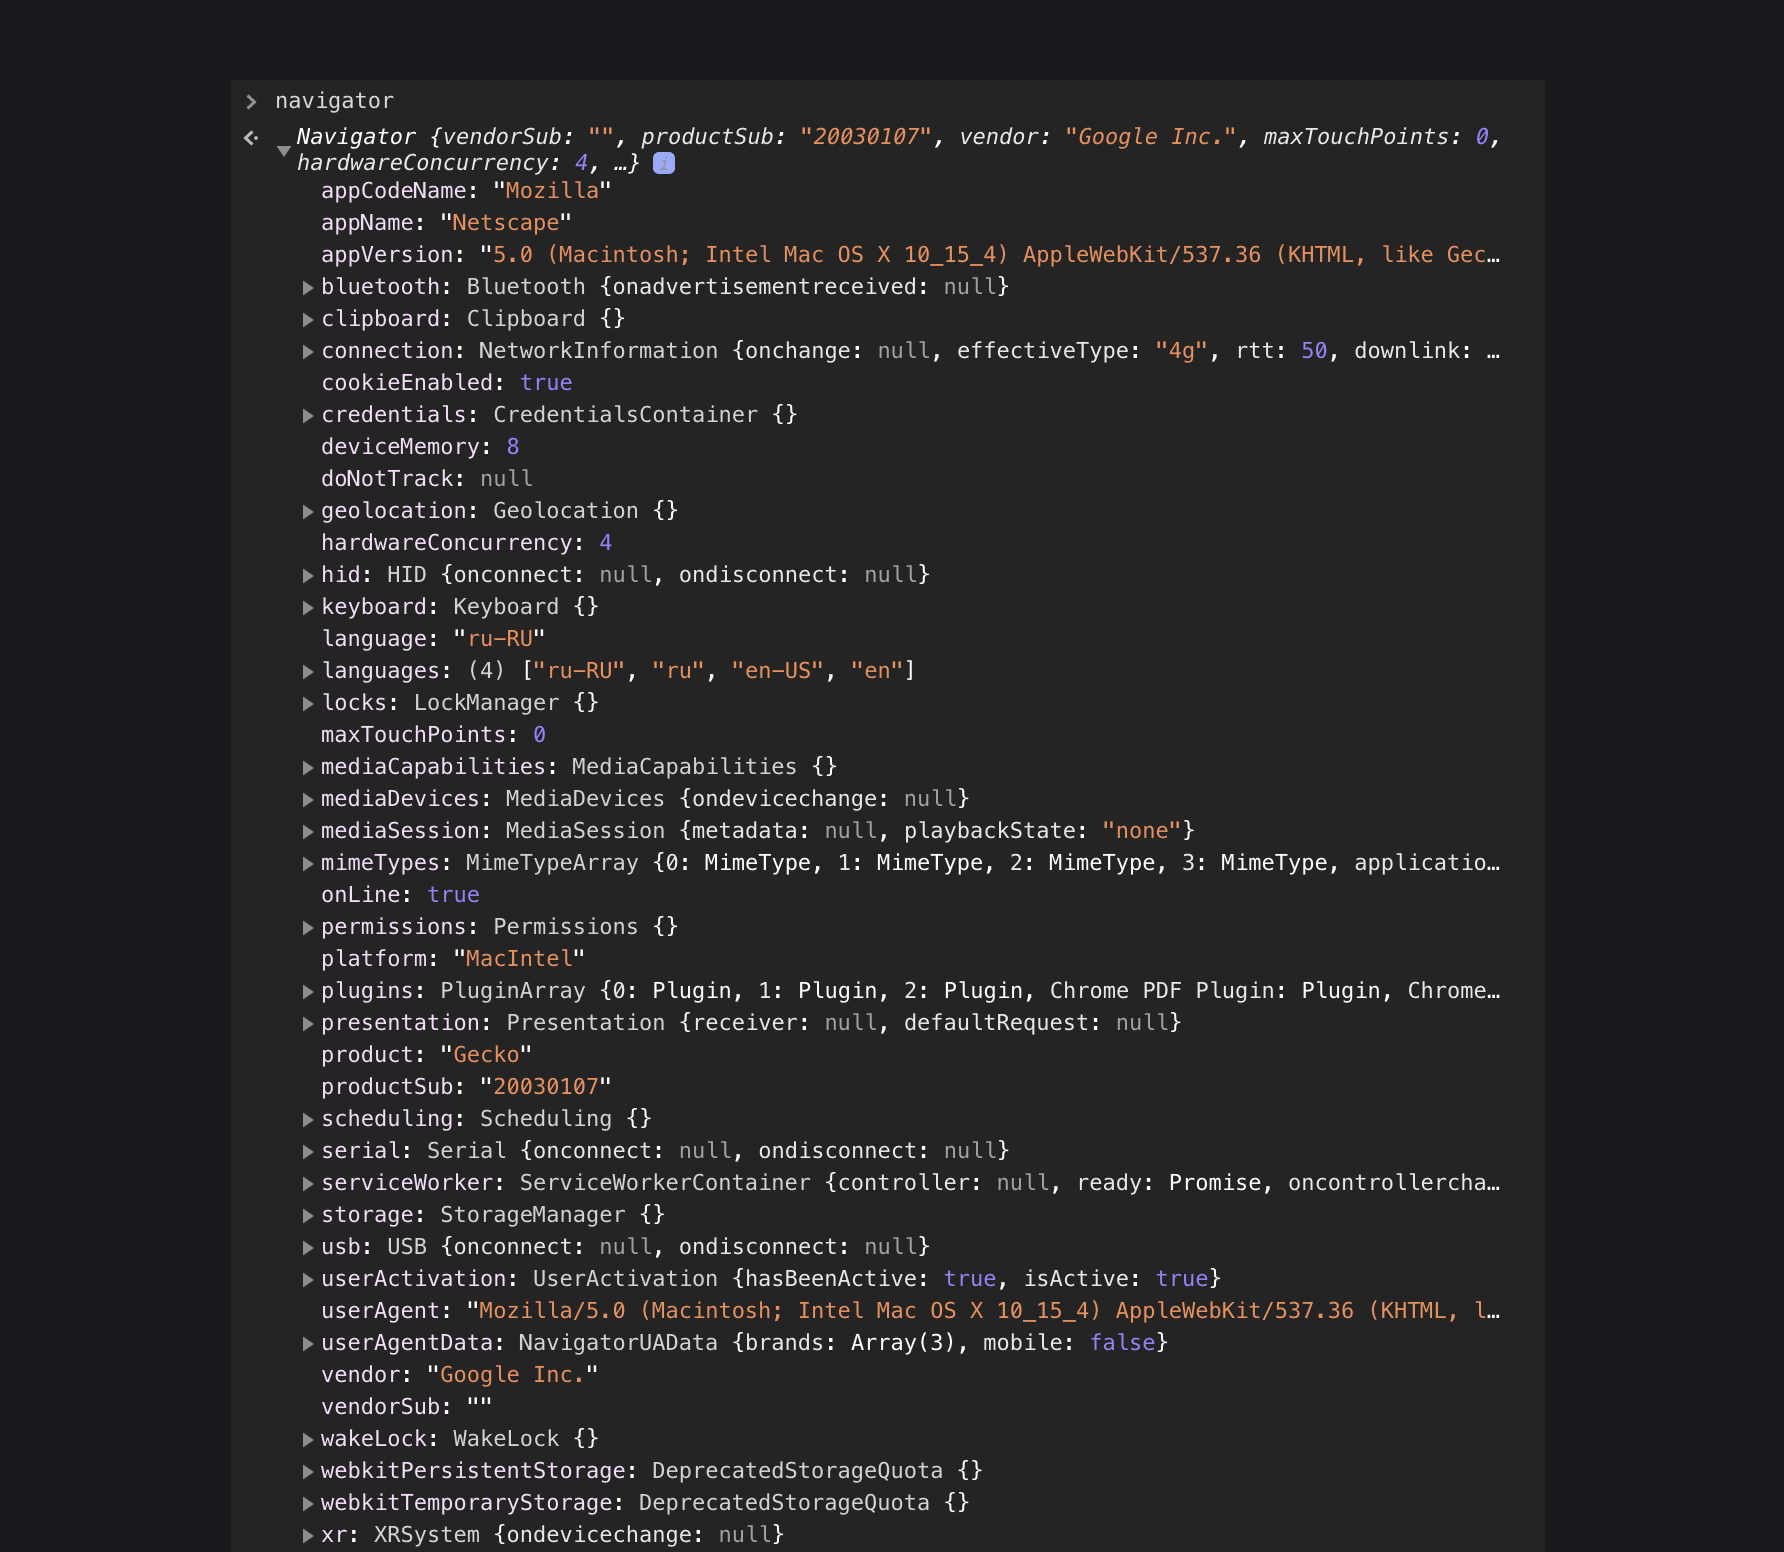 navigator
Navigator {vendorSub: "", productSub: "20030107", vendor: "Google Inc.", maxTouchPoints: 0,
hardwareConcurrency: 4, …} i
appCodeName: "Mozilla"
appName: "Netscape"
appVersion: "5.0 (Macintosh; Intel Mac OS X 10_15_4) AppleWebKit/537.36 (KHTML, like Gec…
bluetooth: Bluetooth {onadvertisementreceived: null}
clipboard: Clipboard {}
connection: NetworkInformation {onchange: null, effectiveType: "4g", rtt: 50, downlink: …
cookieEnabled: true
credentials: CredentialsContainer {}
deviceMemory: 8
doNotTrack: null
geolocation: Geolocation {}
hardwareConcurrency: 4
hid: HID {onconnect: null, ondisconnect: null}
keyboard: Keyboard {}
language: "ru-RU"
languages: (4) ["ru-RU", "ru", "en-US", "en"]
locks: LockManager {}
maxTouchPoints: 0
mediaCapabilities: MediaCapabilities {}
mediaDevices: MediaDevices {ondevicechange: null}
mediaSession: MediaSession {metadata: null, playbackState: "none"}
mimeTypes: MimeTypeArray {0: MimeType, 1: MimeType, 2: MimeType, 3: MimeType, applicatio…
onLine: true
permissions: Permissions {}
platform: "MacIntel"
plugins: PluginArray {0: Plugin, 1: Plugin, 2: Plugin, Chrome PDF Plugin: Plugin, Chrome…
presentation: Presentation {receiver: null, defaultRequest: null}
product: "Gecko"
productSub: "20030107"
scheduling: Scheduling {}
serial: Serial {onconnect: null, ondisconnect: null}
serviceWorker: ServiceWorkerContainer {controller: null, ready: Promise, oncontrollercha…
storage: StorageManager {}
usb: USB {onconnect: null, ondisconnect: null}
userActivation: UserActivation {hasBeenActive: true, isActive: true}
userAgent: "Mozilla/5.0 (Macintosh; Intel Mac OS X 10_15_4) AppleWebKit/537.36 (KHTML, l…
userAgentData: NavigatorUAData {brands: Array(3), mobile: false}
vendor: "Google Inc."
vendorSub: ""
wakeLock: WakeLock {}
webkitPersistentStorage: DeprecatedStorageQuota {}
webkitTemporaryStorage: DeprecatedStorageQuota {}
xr: XRSystem {ondevicechange: null}